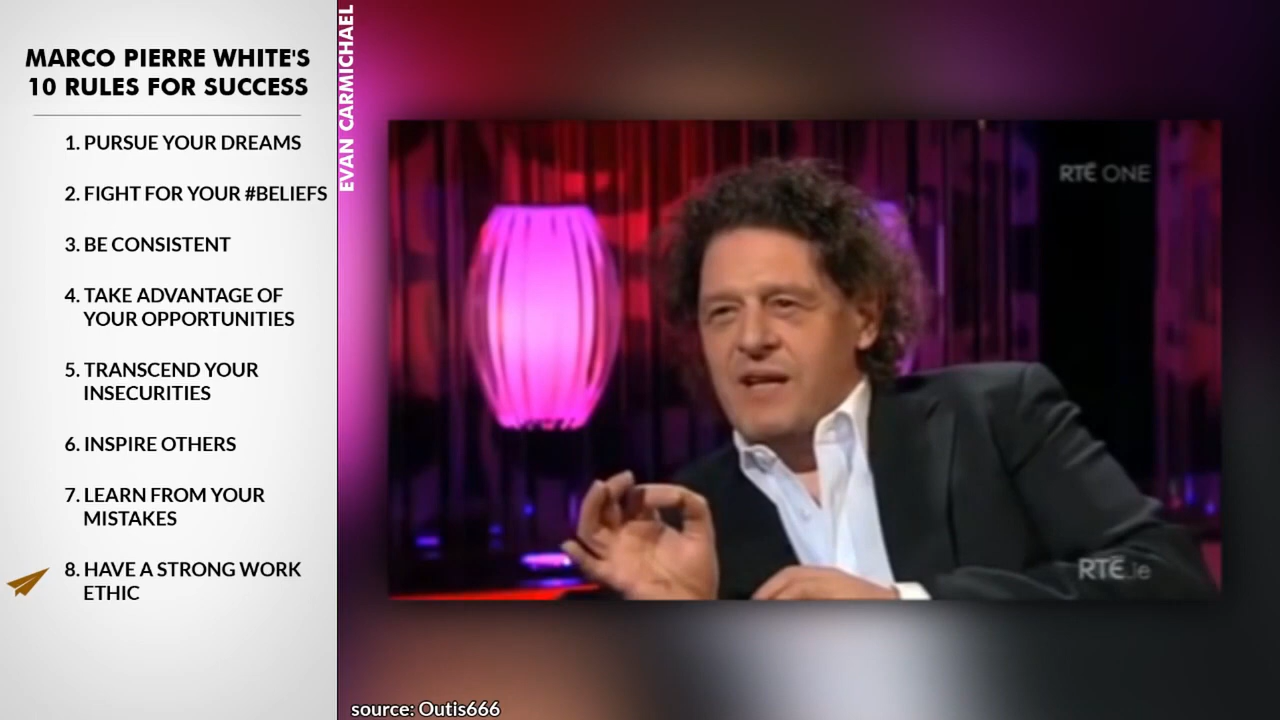 MARCO PIERRE WHITE'S
10 RULES FOR SUCCESS
1. PURSUE YOUR DREAMS
2. FIGHT FOR YOUR #BELIEFS
3. BE CONSISTENT
4. TAKE ADVANTAGE OF
YOUR OPPORTUNITIES
5. TRANSCEND YOUR
INSECURITIES
6. INSPIRE OTHERS
7. LEARN FROM YOUR
MISTAKES
8. HAVE A STRONG WORK
ETHIC
EVAN CARMICHAEL
RTÉ ONE
RTÉ.ie
source: Outis666